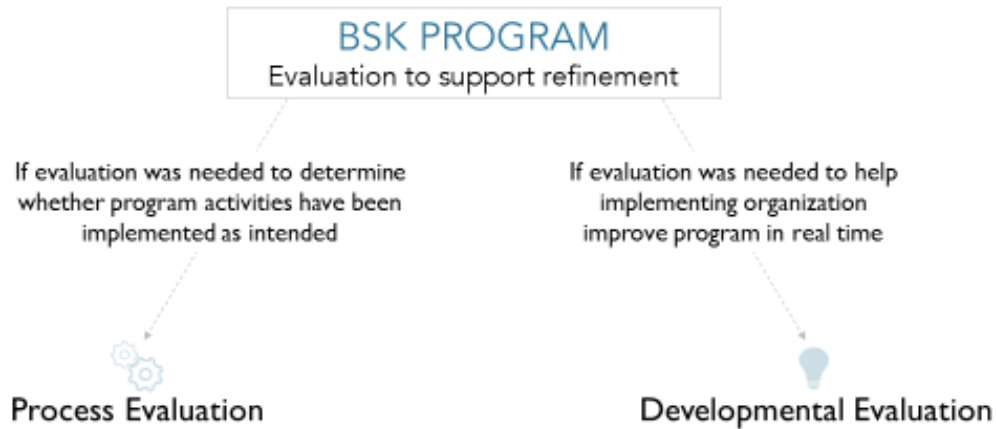 BSK PROGRAM
Evaluation to support refinement
If evaluation was needed to determine
whether program activities have been
implemented as intended
If evaluation was needed to help
implementing organization
improve program in real time
Process Evaluation
Developmental Evaluation